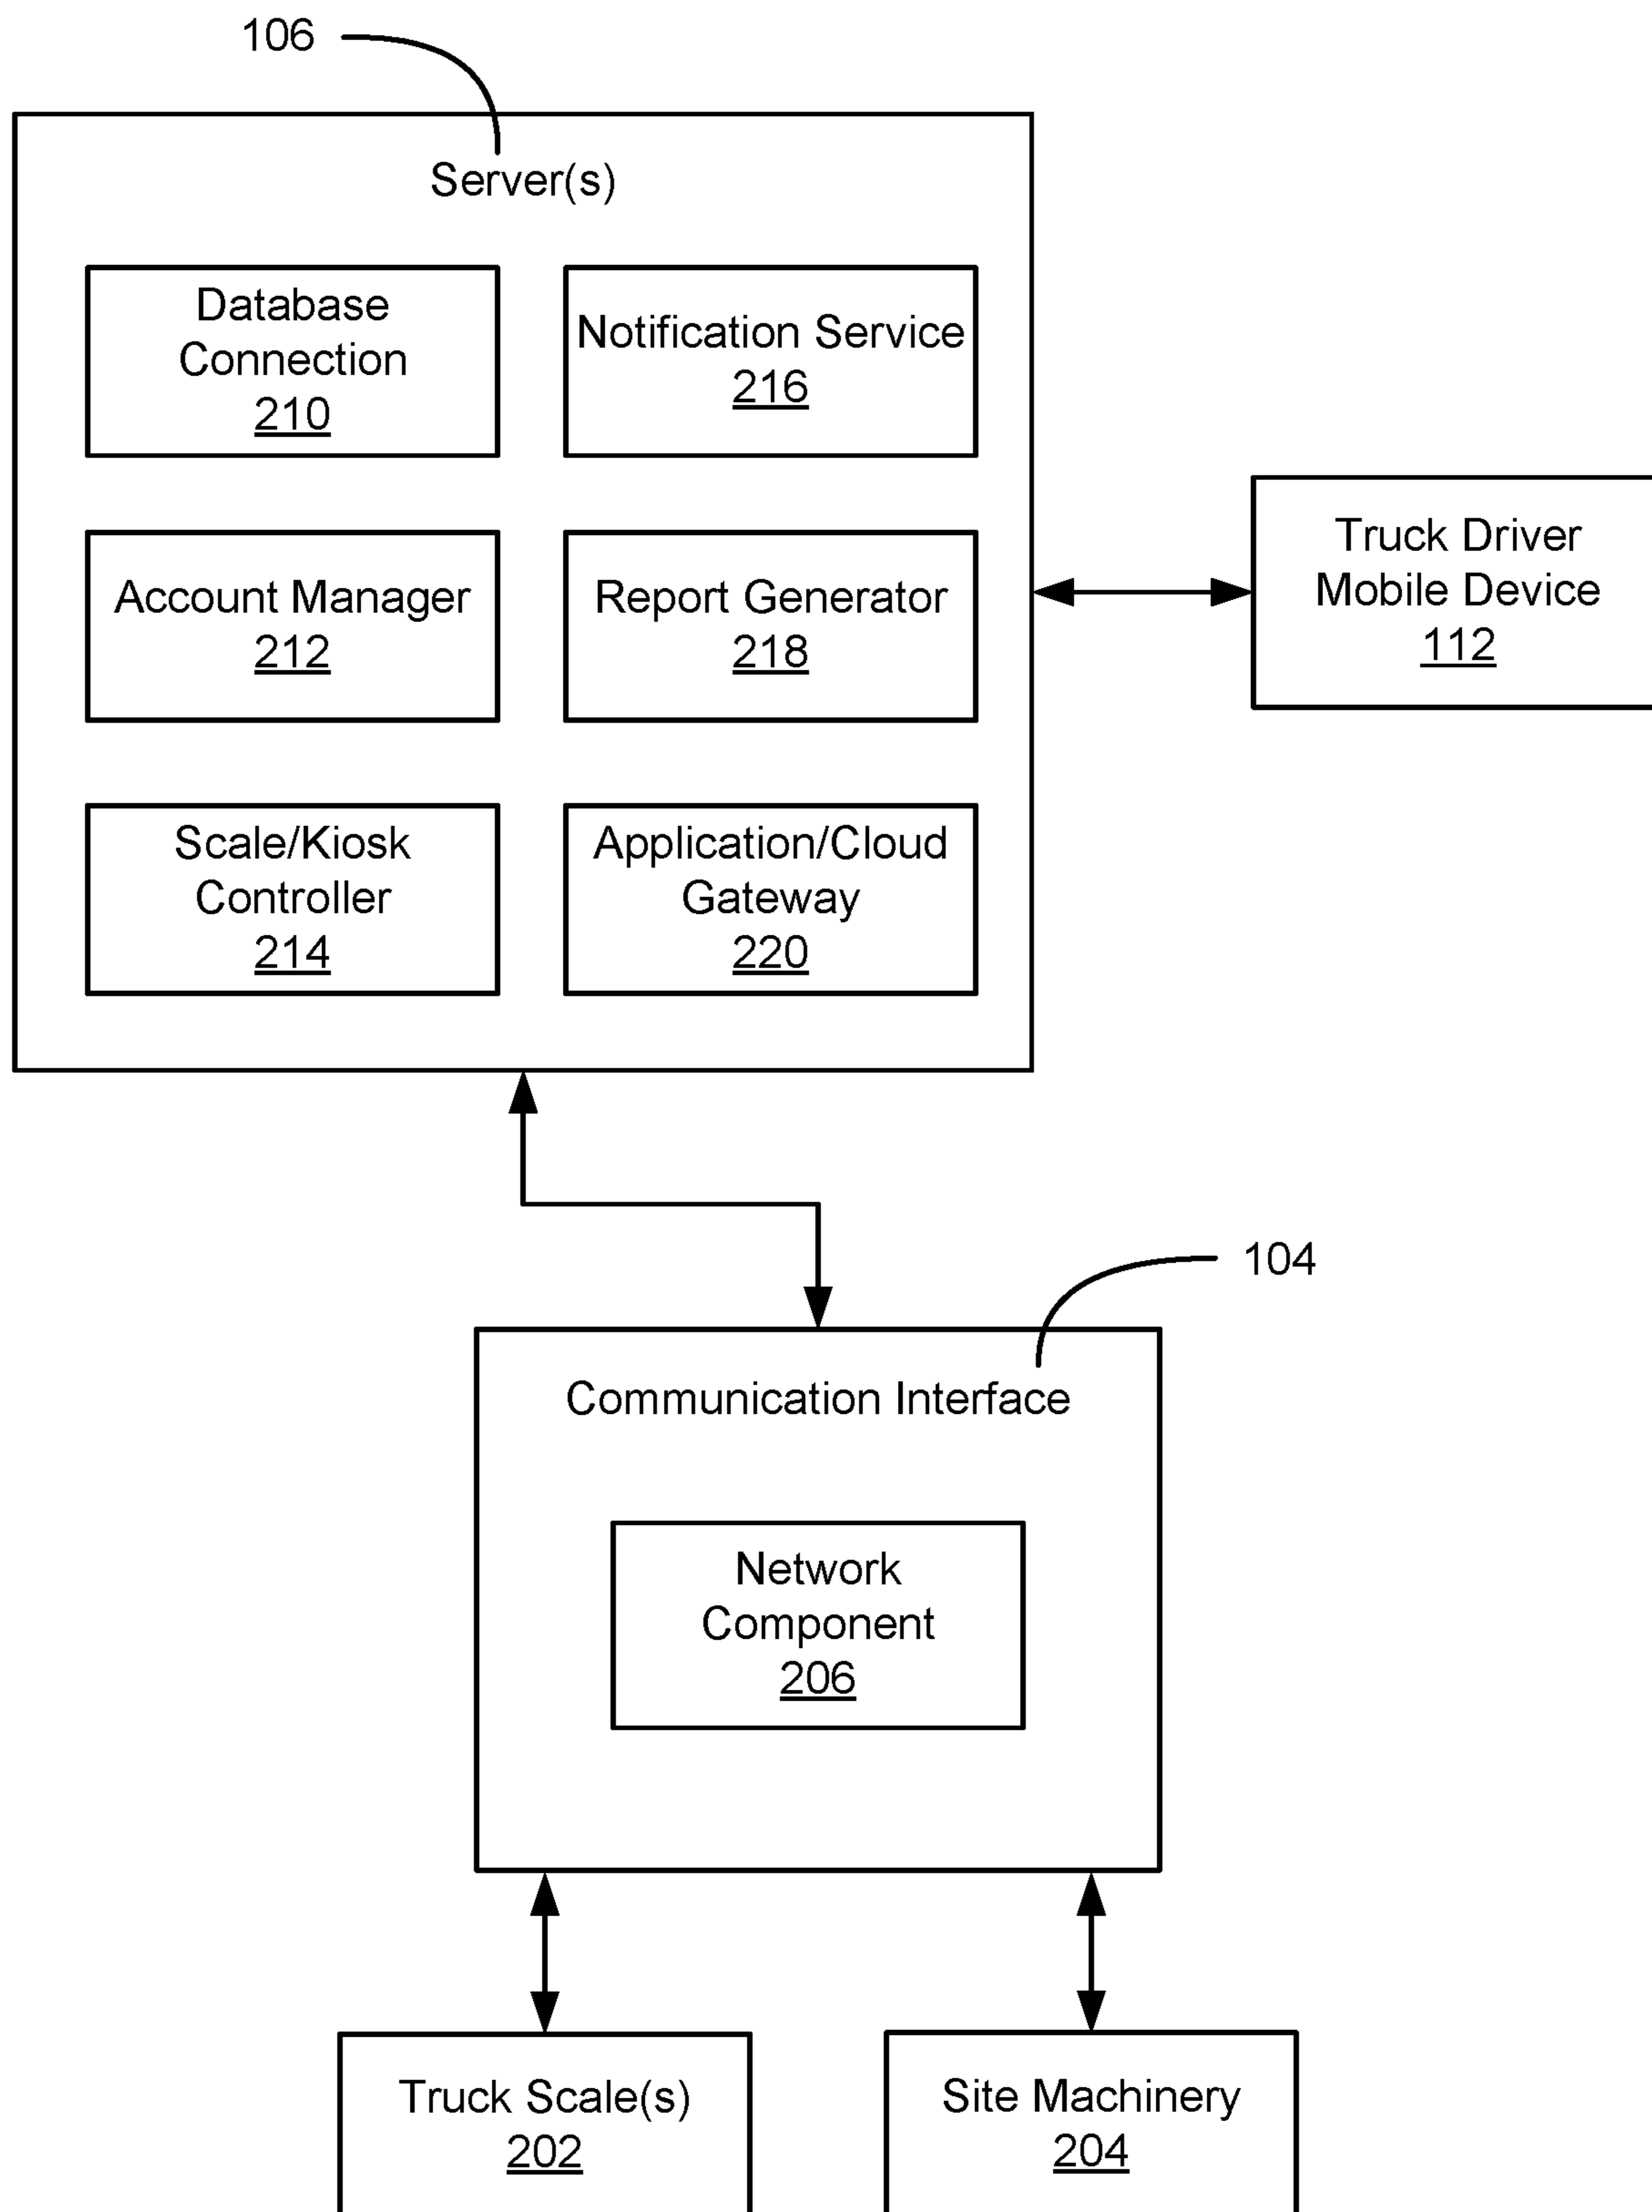 106
Server(s)
Database
Connection
210
Notification Service
216
Account Manager
212
Report Generator
218
Truck Driver
Mobile Device
112
Scale/Kiosk
Controller
214
Application/Cloud
Gateway
220
104
Communication Interface
Network
Component
206
Truck Scale(s)
202
Site Machinery
204